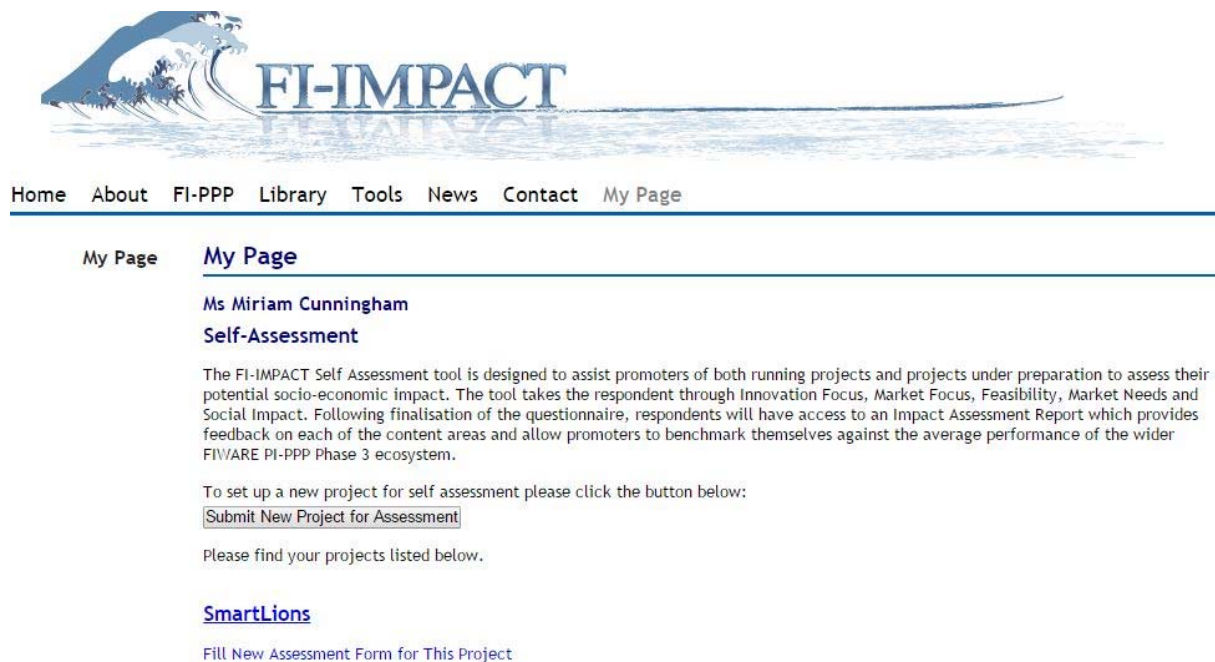 FI-IMPACT
Home About FI-PPP Library Tools News Contact My Page
My Page
My Page
Ms Miriam Cunningham
Self-Assessment
The FI-IMPACT Self Assessment tool is designed to assist promoters of both running projects and projects under preparation to assess their
potential socio-economic impact. The tool takes the respondent through Innovation Focus, Market Focus, Feasibility, Market Needs and
Social Impact. Following finalisation of the questionnaire, respondents will have access to an Impact Assessment Report which provides
feedback on each of the content areas and allow promoters to benchmark themselves against the average performance of the wider
FIWARE PI-PPP Phase 3 ecosystem.
To set up a new project for self assessment please click the button below:
Submit New Project for Assessment
Please find your projects listed below.
SmartLions
Fill New Assessment Form for This Project